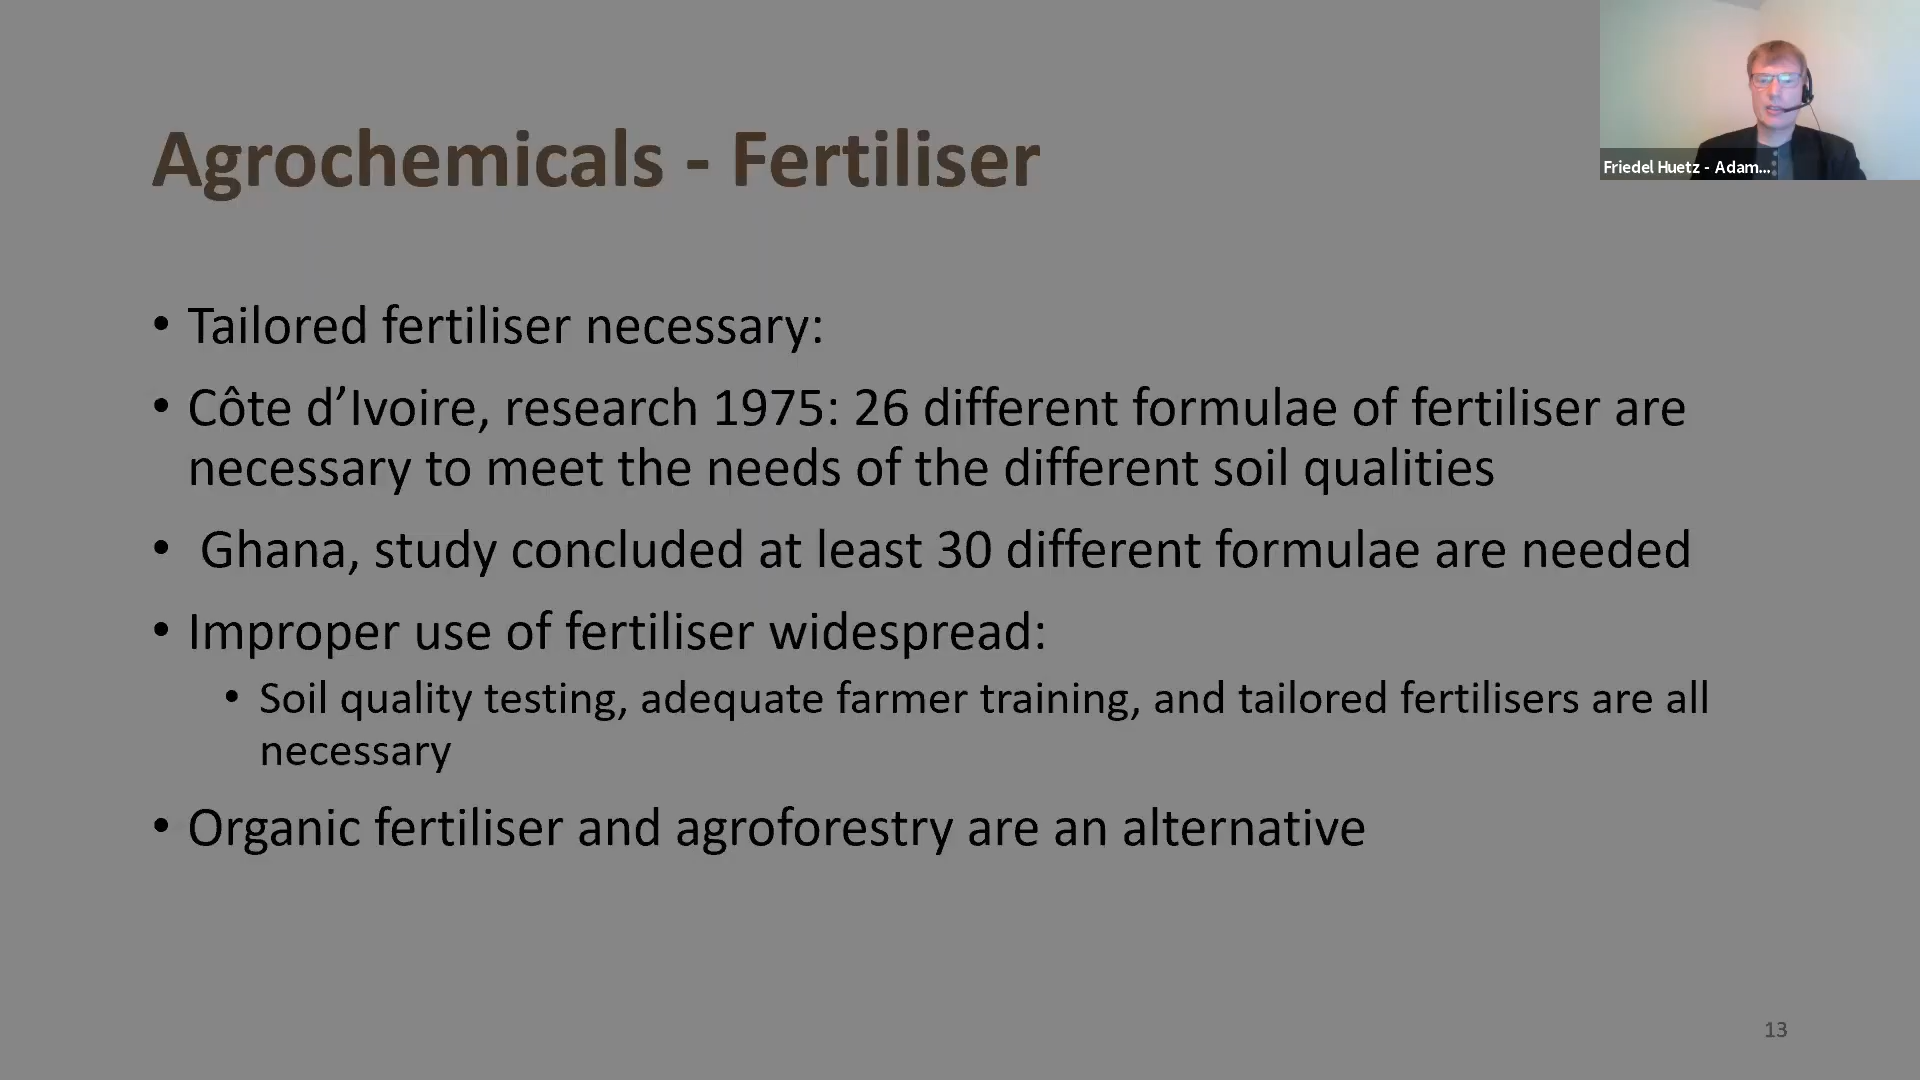 Agrochemicals - Fertiliser
Friedel Huetz - Adam...
• Tailored fertiliser necessary:
• Côte d’Ivoire, research 1975: 26 different formulae of fertiliser are
necessary to meet the needs of the different soil qualities
• Ghana, study concluded at least 30 different formulae are needed
• Improper use of fertiliser widespread:
• Soil quality testing, adequate farmer training, and tailored fertilisers are all
necessary
• Organic fertiliser and agroforestry are an alternative
13